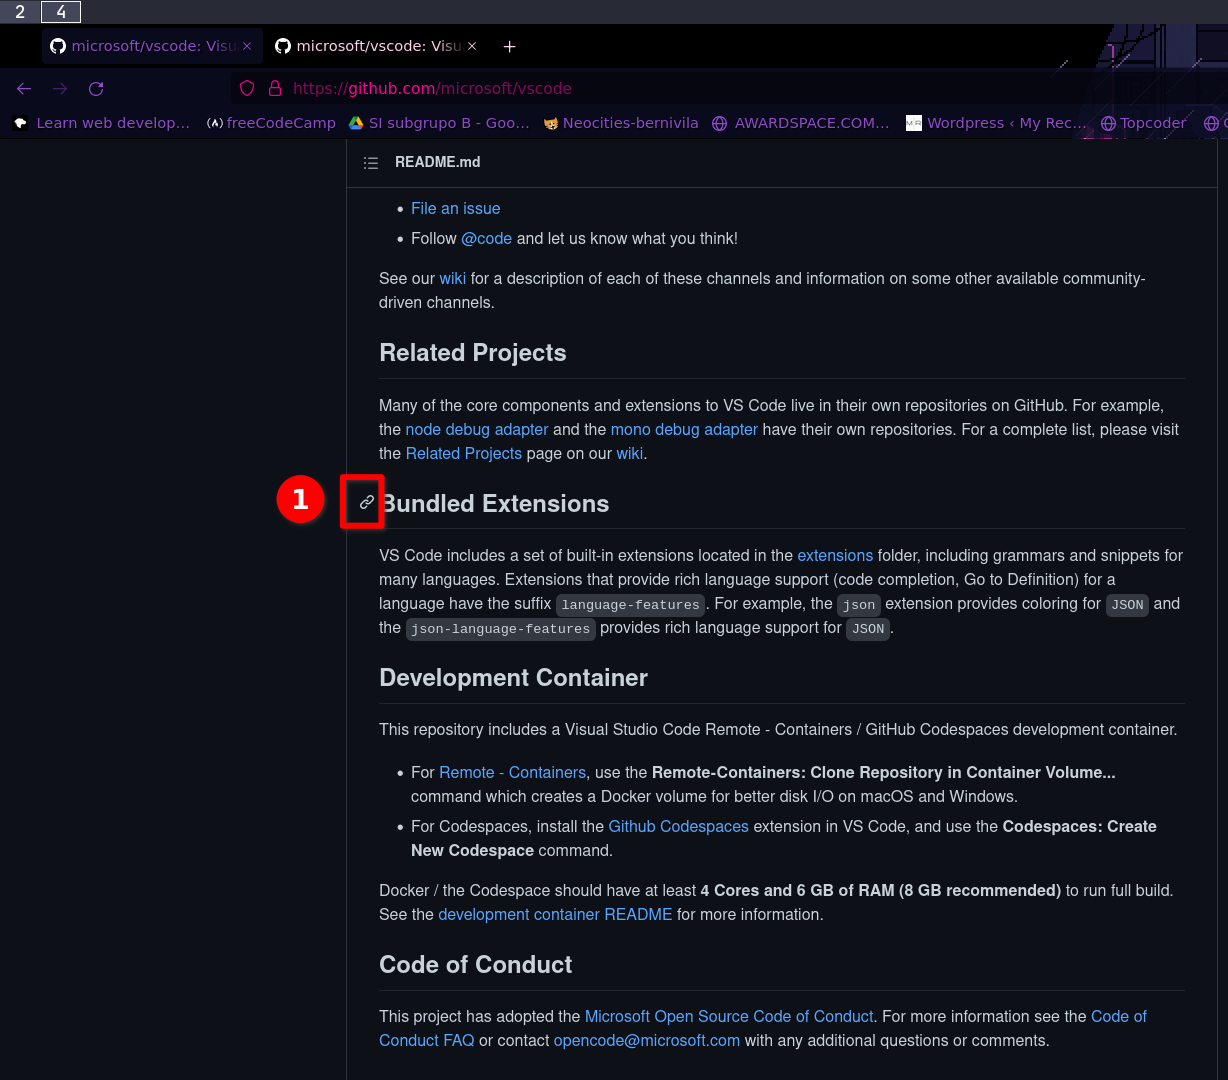 2 4
microsoft/vscode: Visu × microsoft/vscode: Visu × +
https://github.com/microsoft/vscode
Learn web develop... freeCodeCamp SI subgrupo B - Goo... Neocities-bernivila AWARDSPACE.COM... Wordpress ‹ My Rec... Topcoder
README.md
• File an issue
• Follow @code and let us know what you think!
See our wiki for a description of each of these channels and information on some other available community-
driven channels.
Related Projects
Many of the core components and extensions to VS Code live in their own repositories on GitHub. For example,
the node debug adapter and the mono debug adapter have their own repositories. For a complete list, please visit
the Related Projects page on our wiki.
1 Bundled Extensions
VS Code includes a set of built-in extensions located in the extensions folder, including grammars and snippets for
many languages. Extensions that provide rich language support (code completion, Go to Definition) for a
language have the suffix language-features. For example, the json extension provides coloring for JSON and
the json-language-features provides rich language support for JSON.
Development Container
This repository includes a Visual Studio Code Remote - Containers / GitHub Codespaces development container.
• For Remote - Containers, use the Remote-Containers: Clone Repository in Container Volume...
command which creates a Docker volume for better disk I/O on macOS and Windows.
• For Codespaces, install the Github Codespaces extension in VS Code, and use the Codespaces: Create
New Codespace command.
Docker / the Codespace should have at least 4 Cores and 6 GB of RAM (8 GB recommended) to run full build.
See the development container README for more information.
Code of Conduct
This project has adopted the Microsoft Open Source Code of Conduct. For more information see the Code of
Conduct FAQ or contact opencode@microsoft.com with any additional questions or comments.